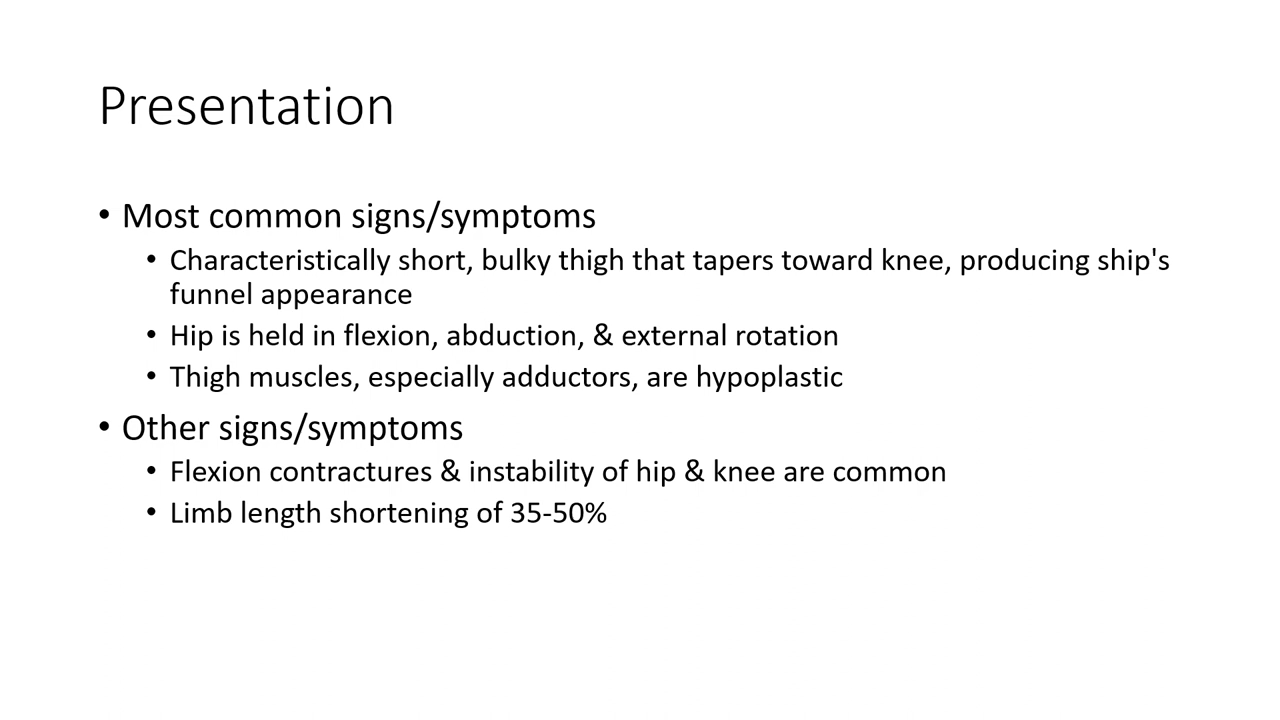 Presentation
• Most common signs/symptoms
• Characteristically short, bulky thigh that tapers toward knee, producing ship's
funnel appearance
• Hip is held in flexion, abduction, & external rotation
• Thigh muscles, especially adductors, are hypoplastic
• Other signs/symptoms
• Flexion contractures & instability of hip & knee are common
• Limb length shortening of 35-50%